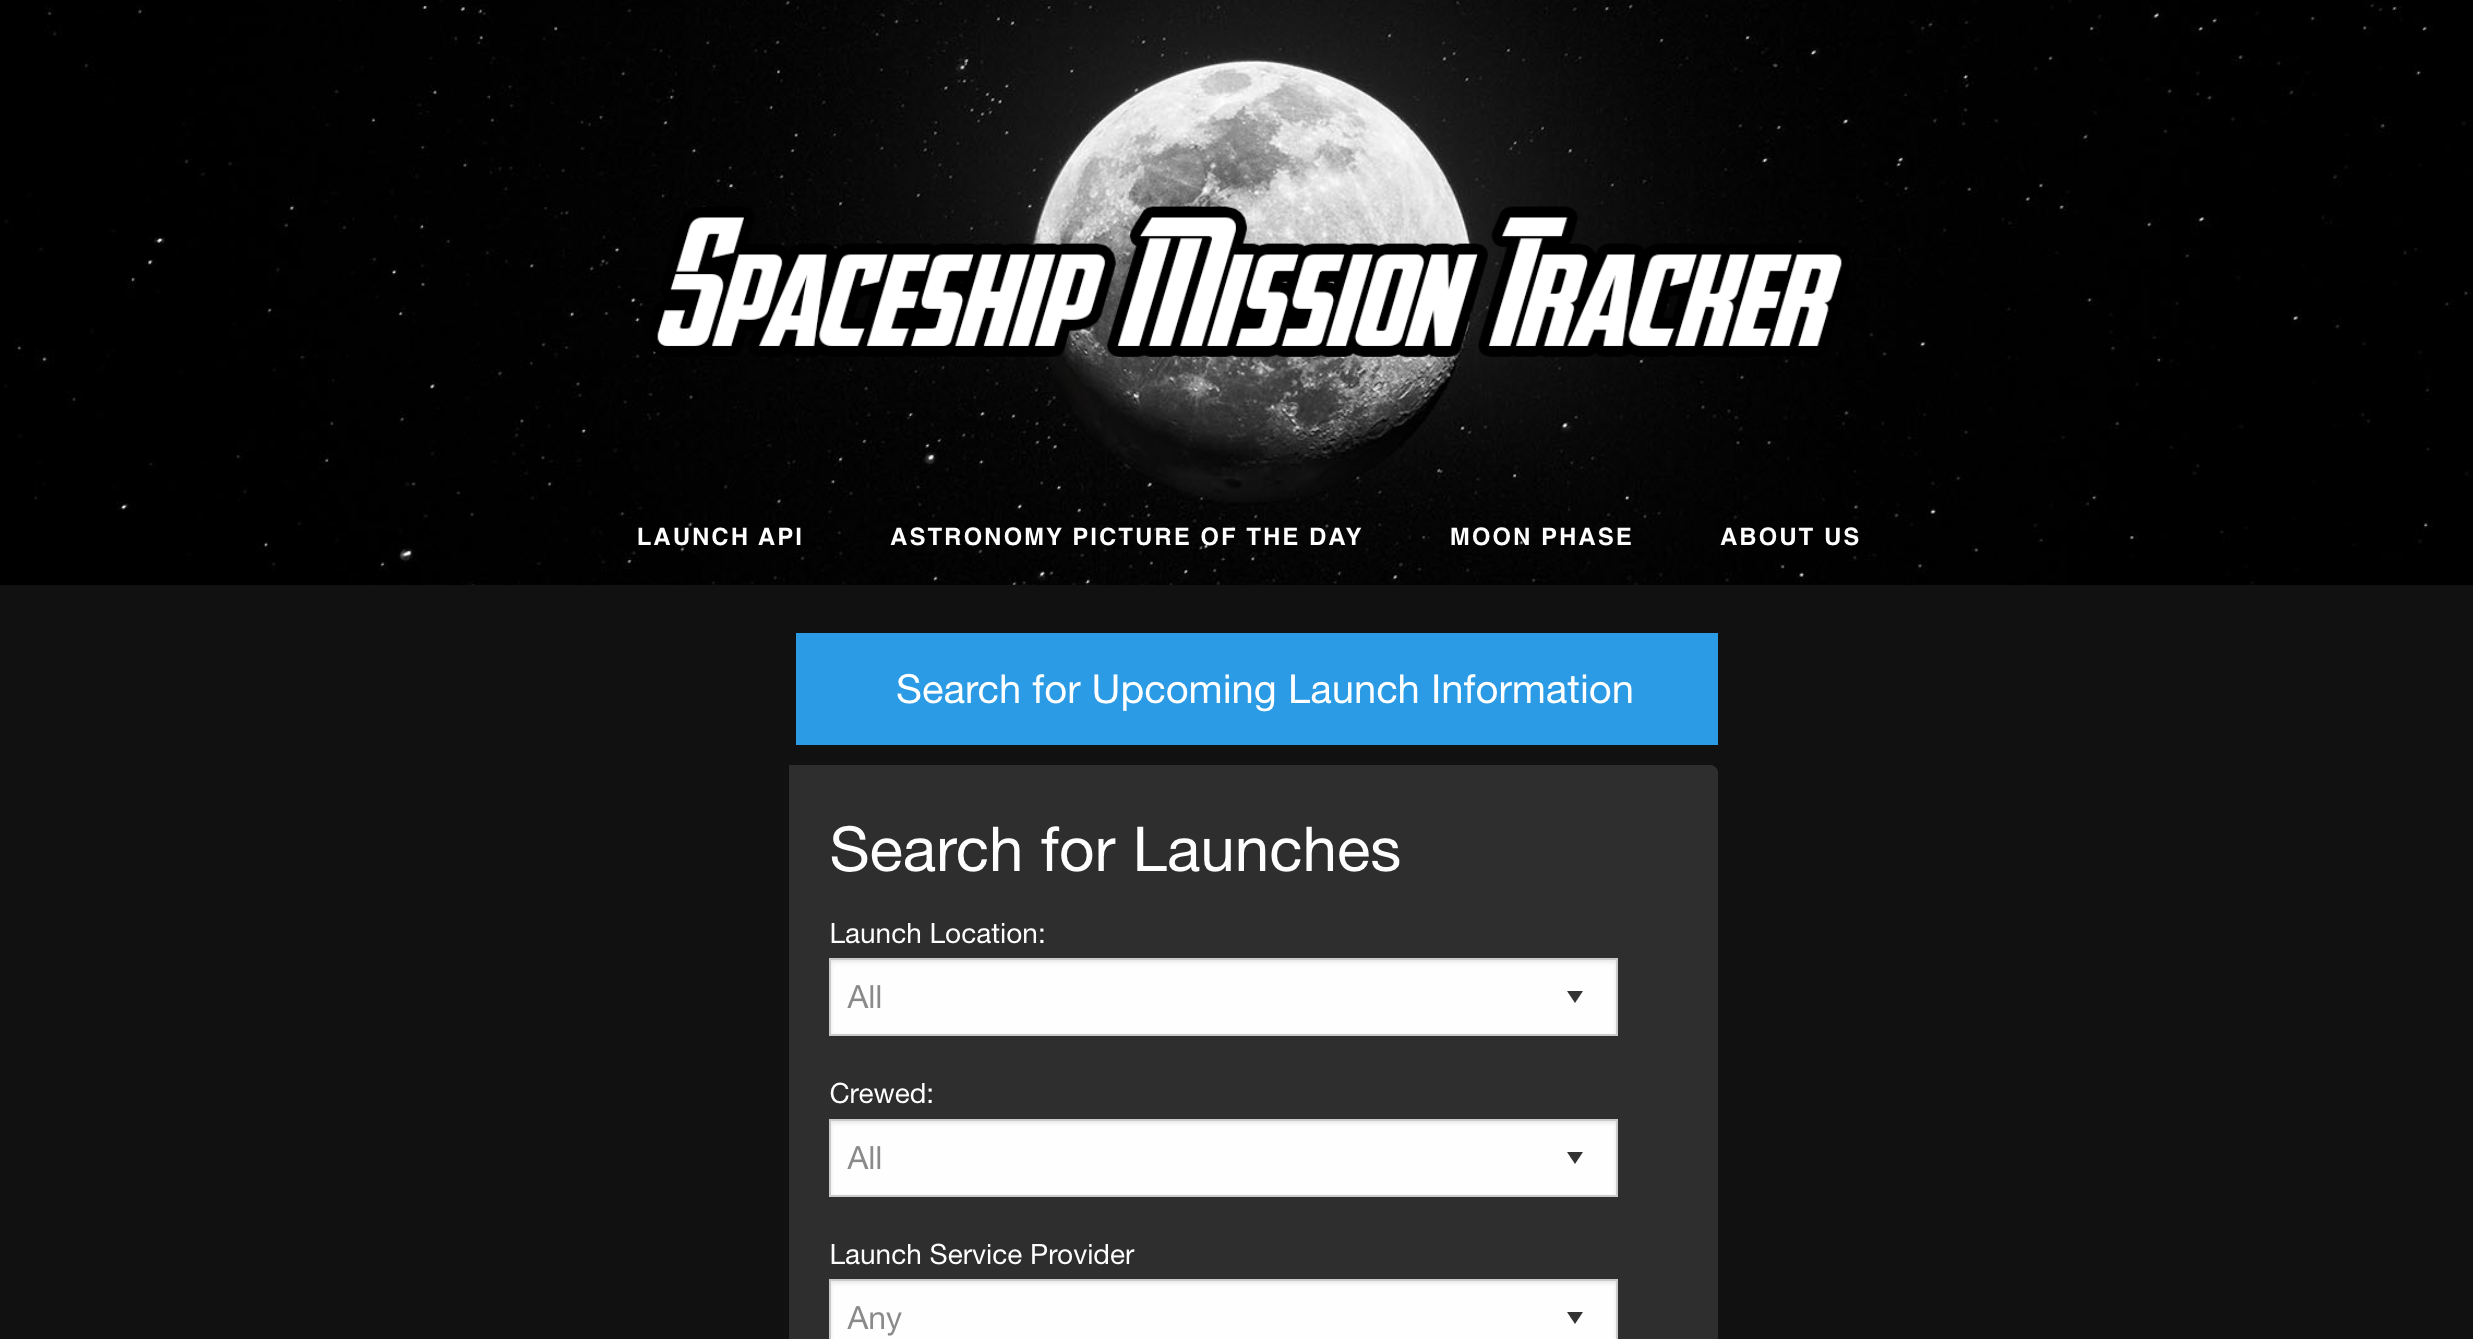 Spaceship Mission Tracker
LAUNCH API ASTRONOMY PICTURE OF THE DAY MOON PHASE ABOUT US
Search for Upcoming Launch Information
Search for Launches
Launch Location:
All
Crewed:
All
Launch Service Provider
Any